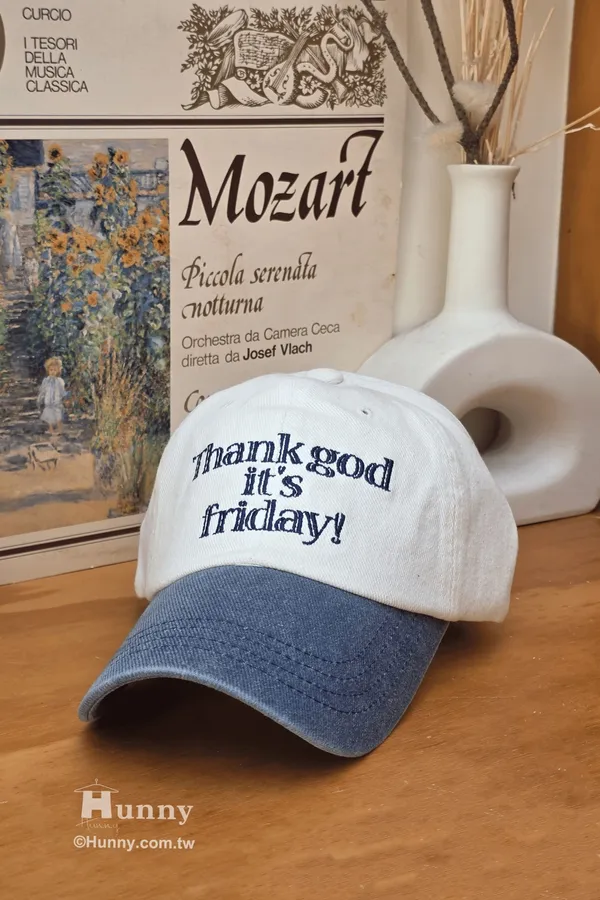 CURCIO
I TESORI
DELLA
MUSICA
CLASSICA
Mozart
Piccola serenata
notturna
Orchestra da Camera Ceca
diretta da Josef Vlach
Thank god
it's
friday!
Hunny
Hunny
©Hunny.com.tw